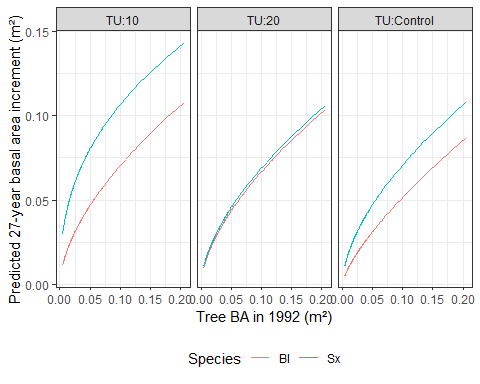 TU:10 TU:20 TU:Control
Predicted 27-year basal area increment (m²)
0.15
0.10
0.05
0.00
0.00 0.05 0.10 0.15 0.20 0.00 0.05 0.10 0.15 0.20 0.00 0.05 0.10 0.15 0.20
Tree BA in 1992 (m²)
Species Bl Sx